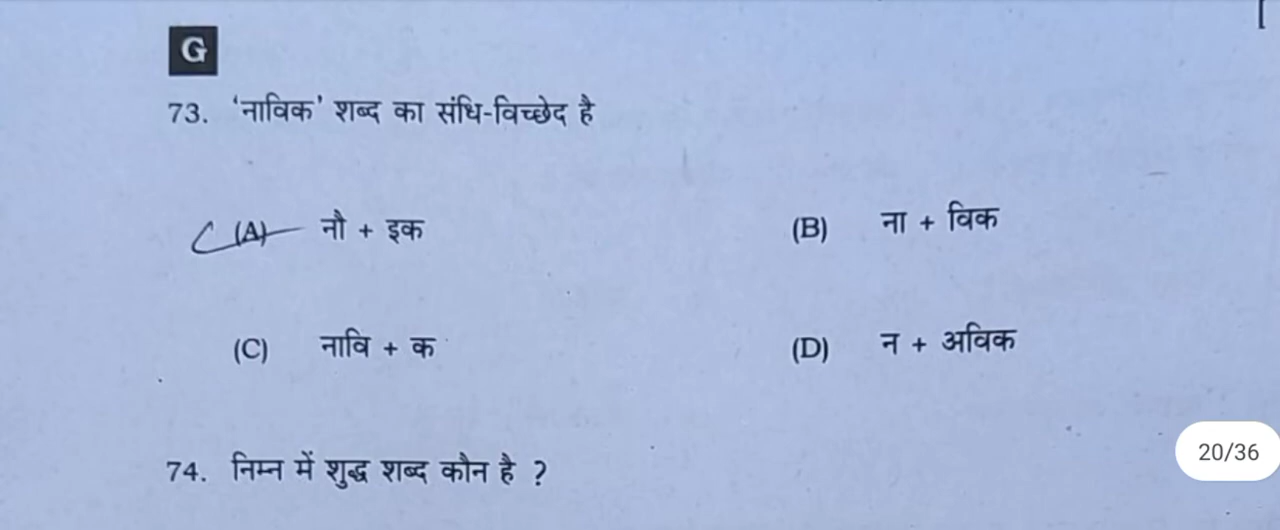 G
73. 'नाविक' शब्द का संधि-विच्छेद है
(A) नौ + इक (B) ना + विक
(C) नावि + क (D) न + अविक
74. निम्न में शुद्ध शब्द कौन है ?
20/36